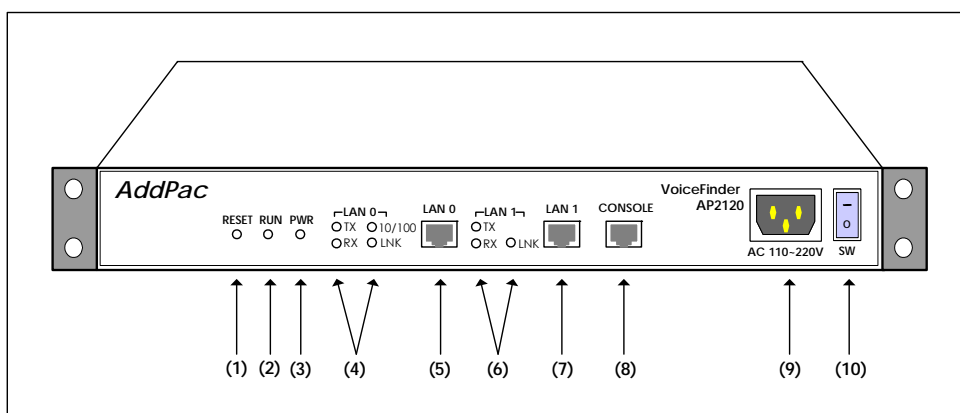 AddPac
RESET RUN PWR
LAN 0
TX 10/100
RX LNK
LAN 0
LAN 1
TX
RX LNK
LAN 1
CONSOLE
VoiceFinder
AP2120
AC 110~220V
SW
(1) (2) (3) (4) (5) (6) (7) (8) (9) (10)